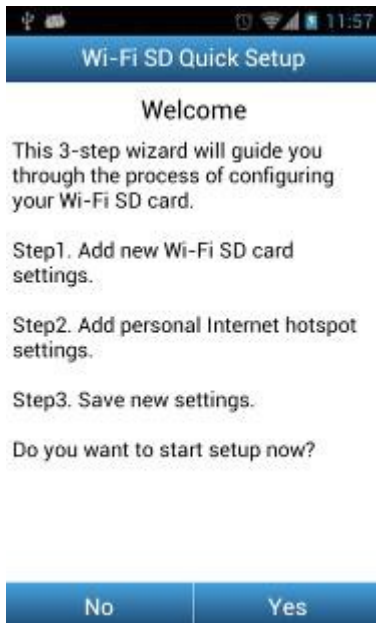 11:57
Wi-Fi SD Quick Setup
Welcome
This 3-step wizard will guide you
through the process of configuring
your Wi-Fi SD card.
Step1. Add new Wi-Fi SD card
settings.
Step2. Add personal Internet hotspot
settings.
Step3. Save new settings.
Do you want to start setup now?
No
Yes